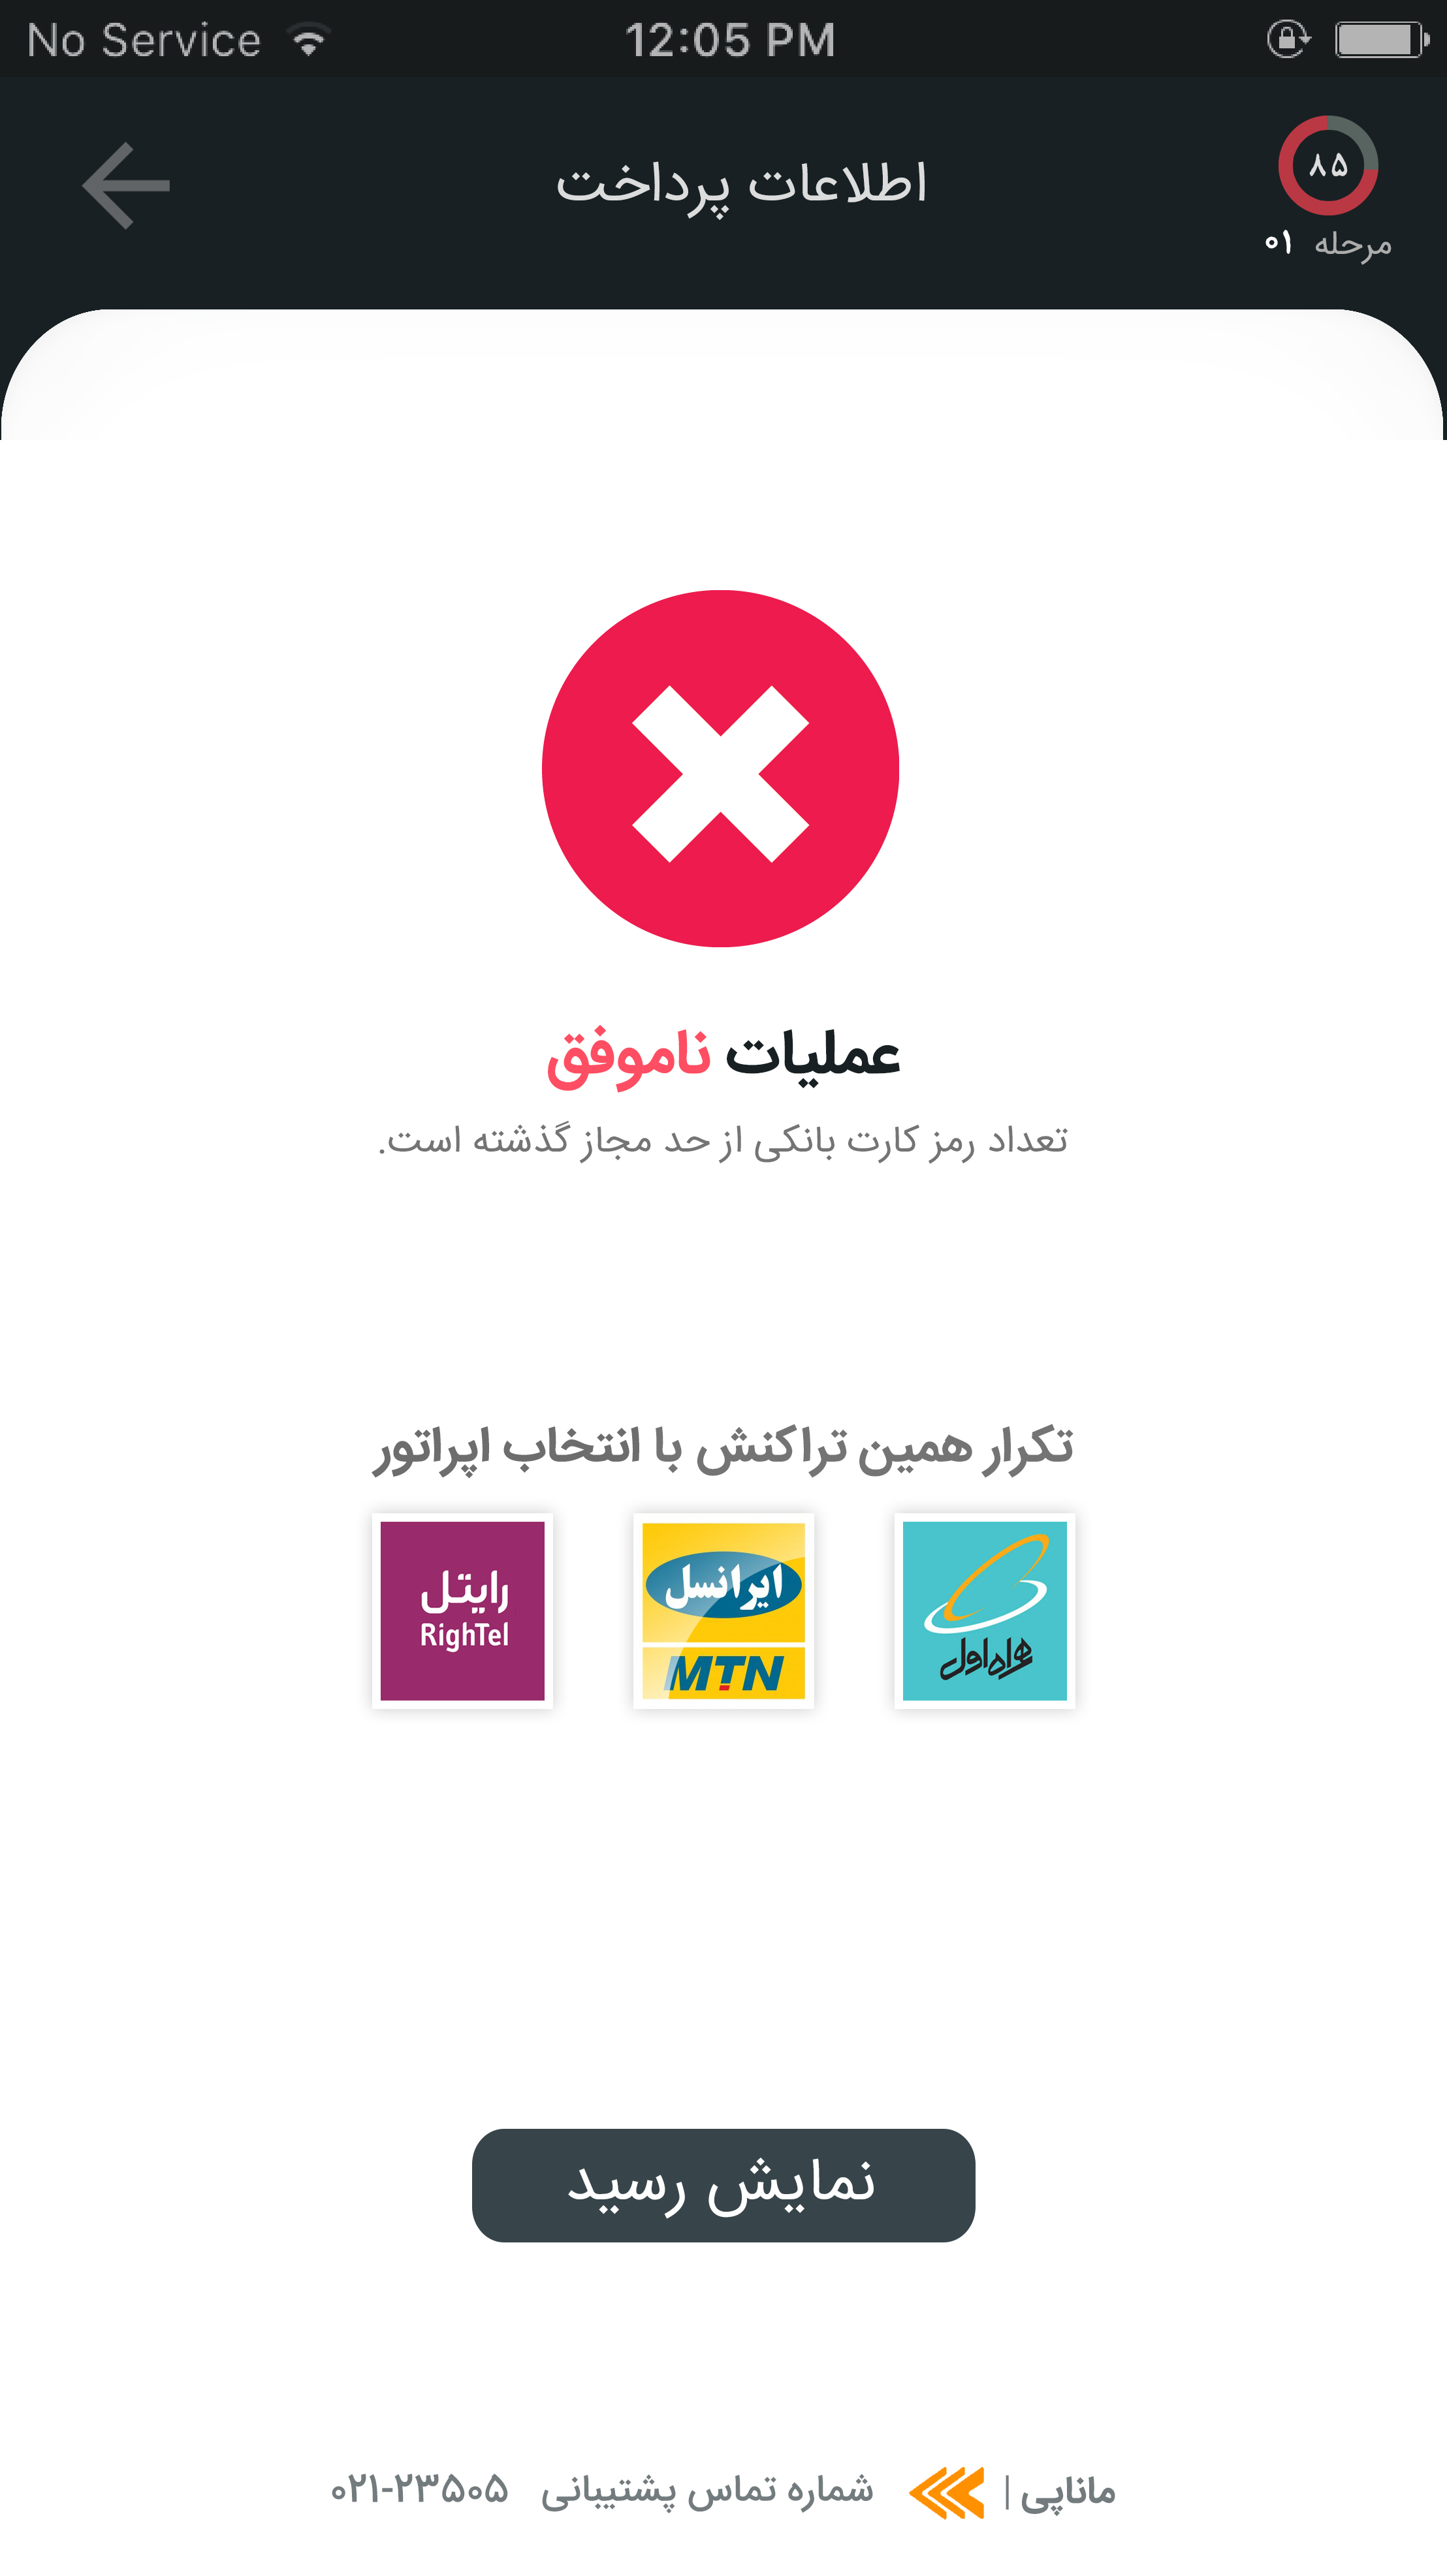 No Service 12:05 PM
۸۵
اطلاعات پرداخت
مرحله ۰۱
عملیات ناموفق
تعداد رمز کارت بانکی از حد مجاز گذشته است.
تکرار همین تراکنش با انتخاب اپراتور
همراه اول
ایرانسل
MTN
رایتل
RighTel
نمایش رسید
ماناپی | شماره تماس پشتیبانی ۰۲۱-۲۳۵۰۵